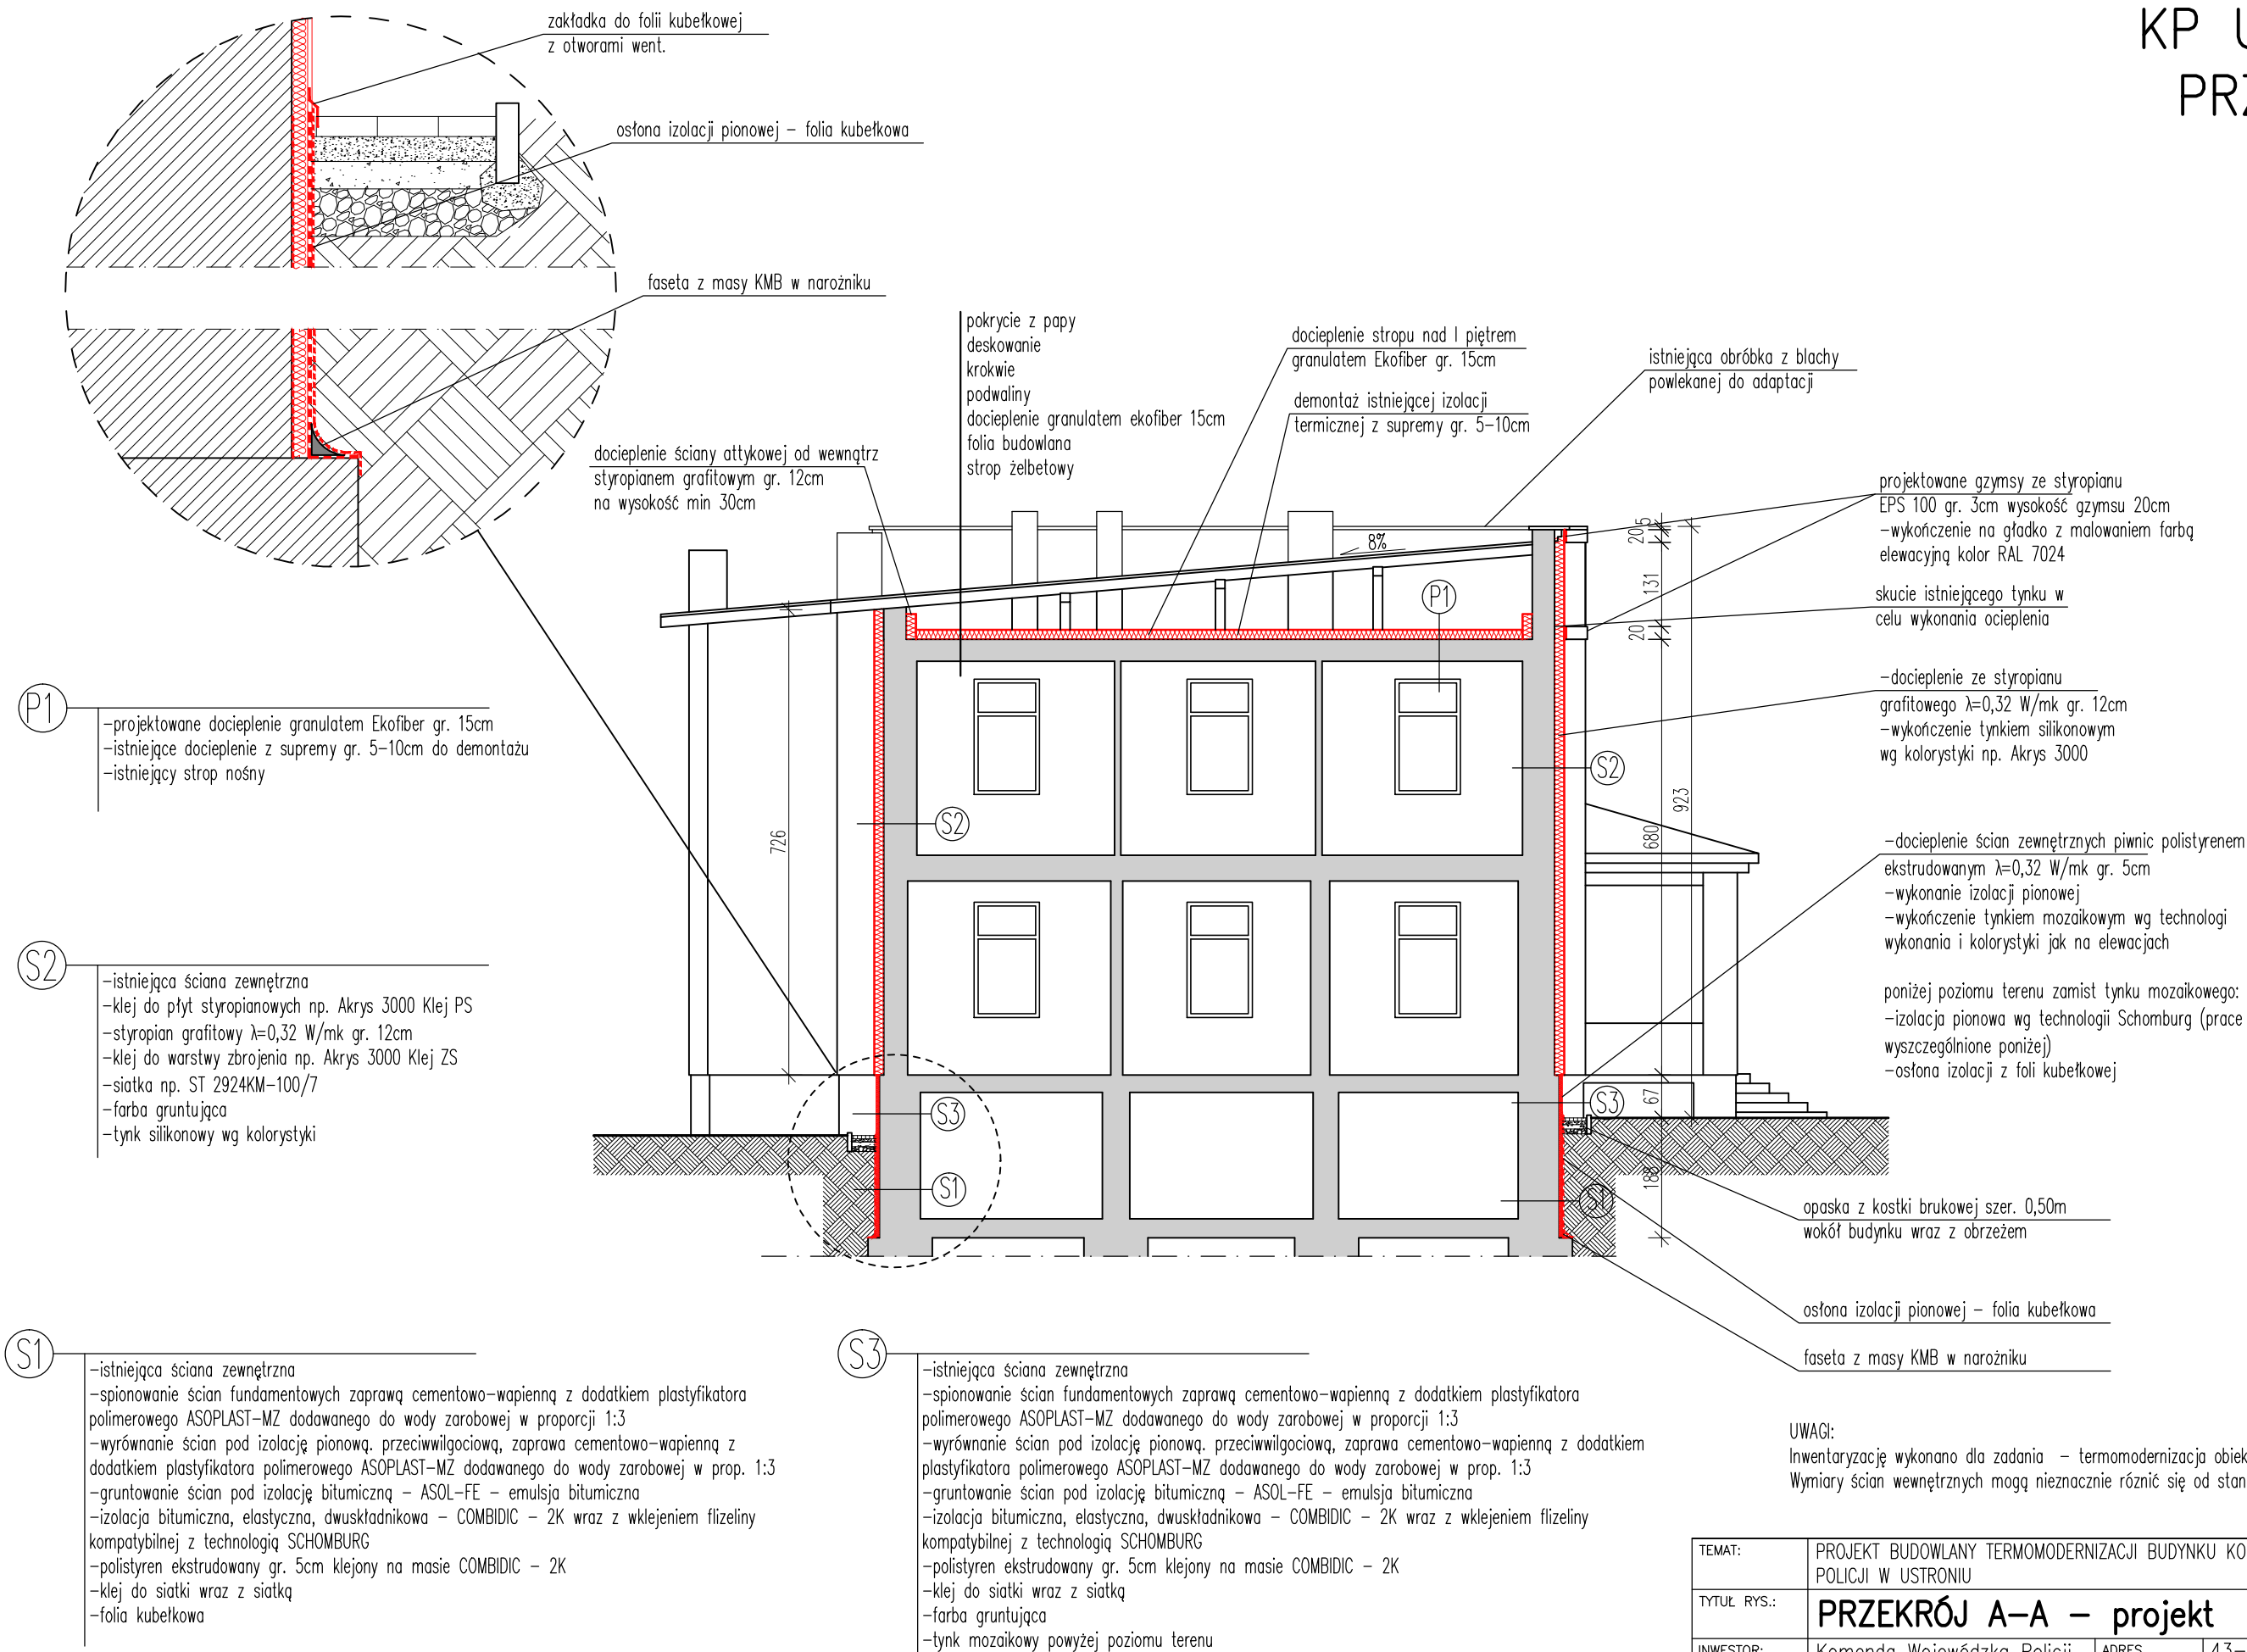 KP U
PRZ
zakładka do folii kubełkowej
z otworami went.
osłona izolacji pionowej – folia kubełkowa
faseta z masy KMB w narożniku
pokrycie z papy
deskowanie
krokwie
podwaliny
docieplenie granulatem ekofiber 15cm
folia budowlana
strop żelbetowy
docieplenie stropu nad I piętrem
granulatem Ekofiber gr. 15cm
demontaż istniejącej izolacji
termicznej z supremy gr. 5–10cm
istniejąca obróbka z blachy
powlekanej do adaptacji
docieplenie ściany attykowej od wewnątrz
styropianem grafitowym gr. 12cm
na wysokość min 30cm
projektowane gzymsy ze styropianu
EPS 100 gr. 3cm wysokość gzymsu 20cm
–wykończenie na gładko z malowaniem farbą
elewacyjną kolor RAL 7024
skucie istniejącego tynku w
celu wykonania ocieplenia
–docieplenie ze styropianu
grafitowego λ=0,32 W/mk gr. 12cm
–wykończenie tynkiem silikonowym
wg kolorystyki np. Akrys 3000
–docieplenie ścian zewnętrznych piwnic polistyrenem
ekstrudowanym λ=0,32 W/mk gr. 5cm
–wykonanie izolacji pionowej
–wykończenie tynkiem mozaikowym wg technologi
wykonania i kolorystyki jak na elewacjach
poniżej poziomu terenu zamist tynku mozaikowego:
–izolacja pionowa wg technologii Schomburg (prace
wyszczególnione poniżej)
–osłona izolacji z foli kubełkowej
8%
P1
S2
S2
S3
S3
S1
S1
726
5
20
131
20
680
923
67
188
P1
–projektowane docieplenie granulatem Ekofiber gr. 15cm
–istniejące docieplenie z supremy gr. 5–10cm do demontażu
–istniejący strop nośny
S2
–istniejąca ściana zewnętrzna
–klej do płyt styropianowych np. Akrys 3000 Klej PS
–styropian grafitowy λ=0,32 W/mk gr. 12cm
–klej do warstwy zbrojenia np. Akrys 3000 Klej ZS
–siatka np. ST 2924KM–100/7
–farba gruntująca
–tynk silikonowy wg kolorystyki
opaska z kostki brukowej szer. 0,50m
wokół budynku wraz z obrzeżem
osłona izolacji pionowej – folia kubełkowa
faseta z masy KMB w narożniku
S1
–istniejąca ściana zewnętrzna
–spionowanie ścian fundamentowych zaprawą cementowo–wapienną z dodatkiem plastyfikatora
polimerowego ASOPLAST–MZ dodawanego do wody zarobowej w proporcji 1:3
–wyrównanie ścian pod izolację pionową. przeciwwilgociową, zaprawa cementowo–wapienną z
dodatkiem plastyfikatora polimerowego ASOPLAST–MZ dodawanego do wody zarobowej w prop. 1:3
–gruntowanie ścian pod izolację bitumiczną – ASOL–FE – emulsja bitumiczna
–izolacja bitumiczna, elastyczna, dwuskładnikowa – COMBIDIC – 2K wraz z wklejeniem flizeliny
kompatybilnej z technologią SCHOMBURG
–polistyren ekstrudowany gr. 5cm klejony na masie COMBIDIC – 2K
–klej do siatki wraz z siatką
–folia kubełkowa
S3
–istniejąca ściana zewnętrzna
–spionowanie ścian fundamentowych zaprawą cementowo–wapienną z dodatkiem plastyfikatora
polimerowego ASOPLAST–MZ dodawanego do wody zarobowej w proporcji 1:3
–wyrównanie ścian pod izolację pionową. przeciwwilgociową, zaprawa cementowo–wapienną z dodatkiem
plastyfikatora polimerowego ASOPLAST–MZ dodawanego do wody zarobowej w prop. 1:3
–gruntowanie ścian pod izolację bitumiczną – ASOL–FE – emulsja bitumiczna
–izolacja bitumiczna, elastyczna, dwuskładnikowa – COMBIDIC – 2K wraz z wklejeniem flizeliny
kompatybilnej z technologią SCHOMBURG
–polistyren ekstrudowany gr. 5cm klejony na masie COMBIDIC – 2K
–klej do siatki wraz z siatką
–farba gruntująca
–tynk mozaikowy powyżej poziomu terenu
UWAGI:
Inwentaryzację wykonano dla zadania – termomodernizacja obiek
Wymiary ścian wewnętrznych mogą nieznacznie róznić się od stan
TEMAT:
PROJEKT BUDOWLANY TERMOMODERNIZACJI BUDYNKU KO
POLICJI W USTRONIU
TYTUŁ RYS.:
PRZEKRÓJ A–A – projekt
INWESTOR:
Komenda Wojewódzka Policji
ADRES
43–